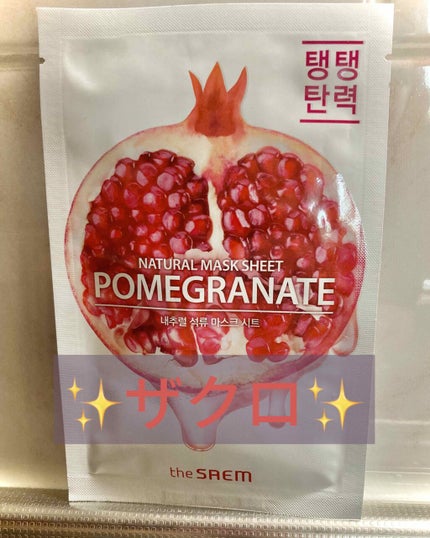 탱탱
탄력
NATURAL MASK SHEET
POMEGRANATE
내추럴 석류 마스크 시트
✨ザクロ✨
the SAEM